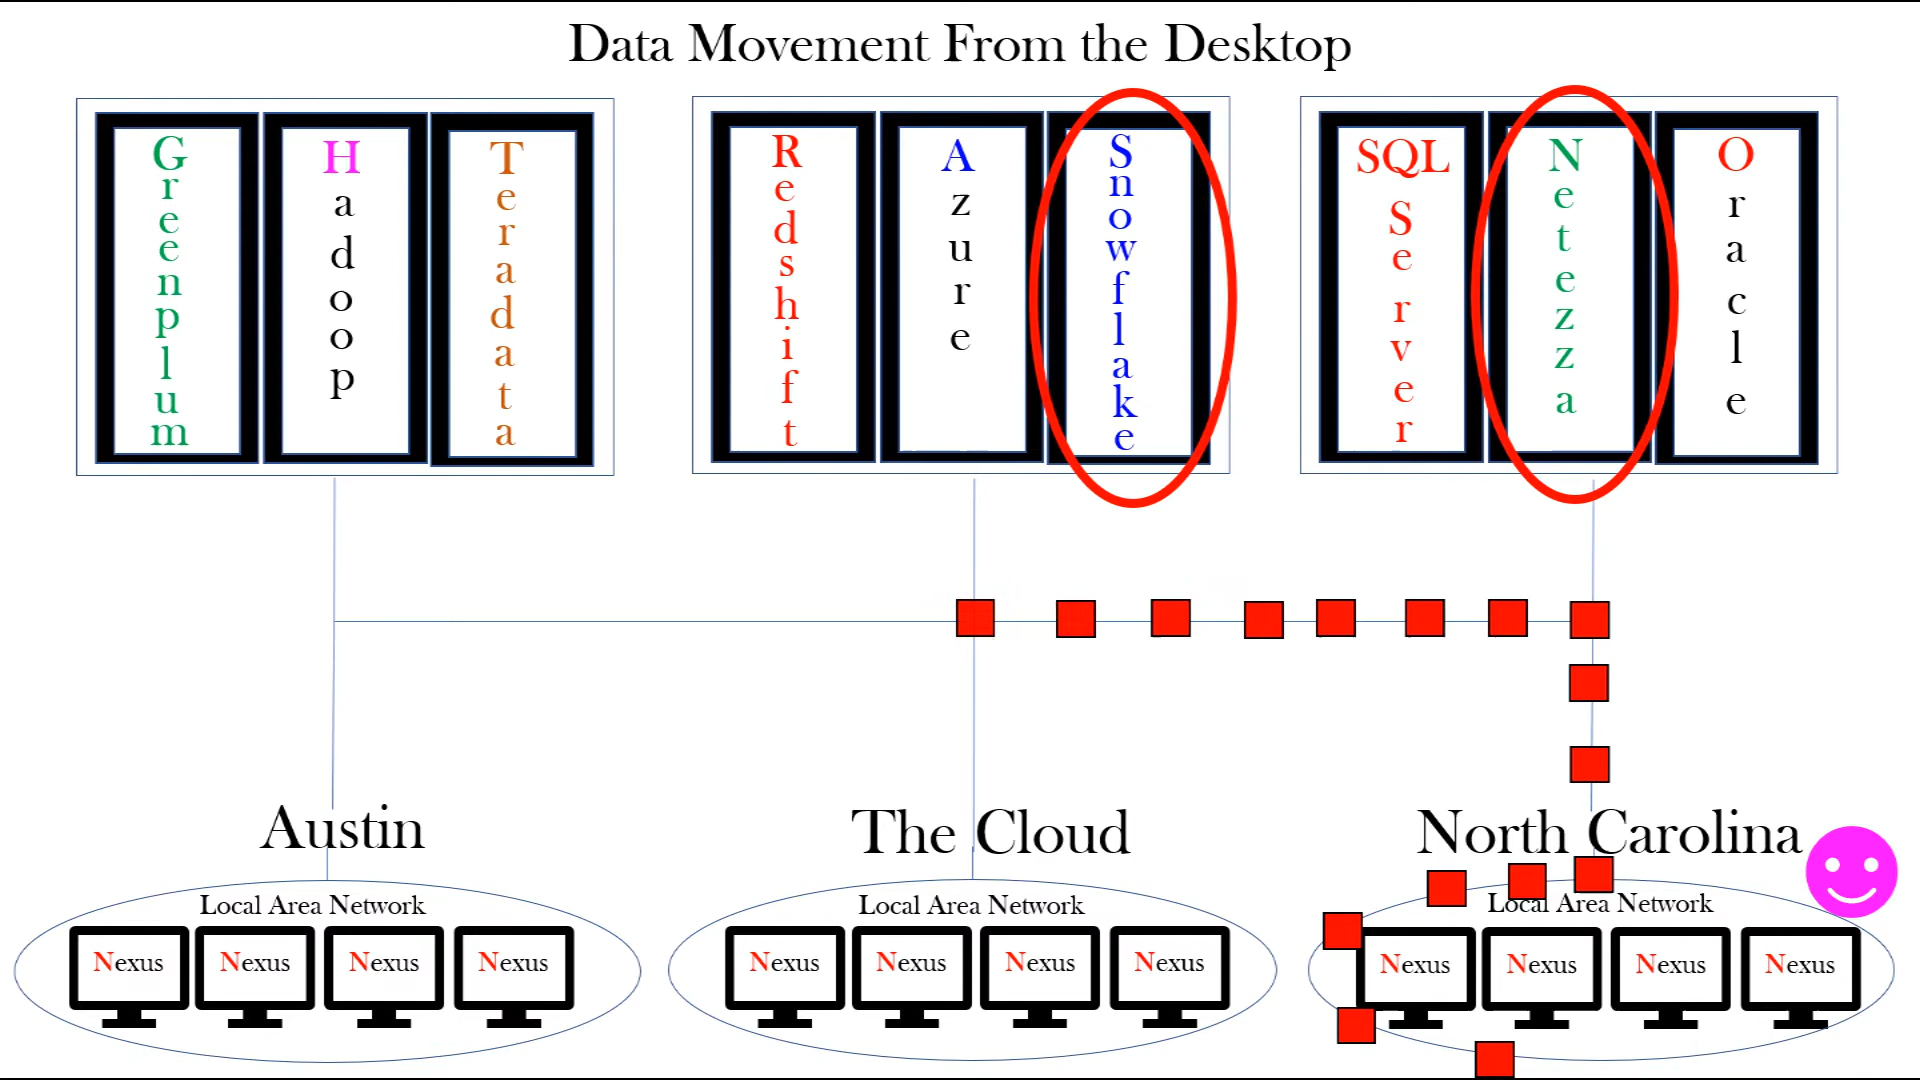 Data Movement From the Desktop
Greenplum
Hadoop
Teradata
Redshift
Azure
Snowflake
SQL Server
Netezza
Oracle
Austin
The Cloud
North Carolina
Local Area Network
Nexus Nexus Nexus Nexus
Local Area Network
Nexus Nexus Nexus Nexus
Local Area Network
Nexus Nexus Nexus Nexus